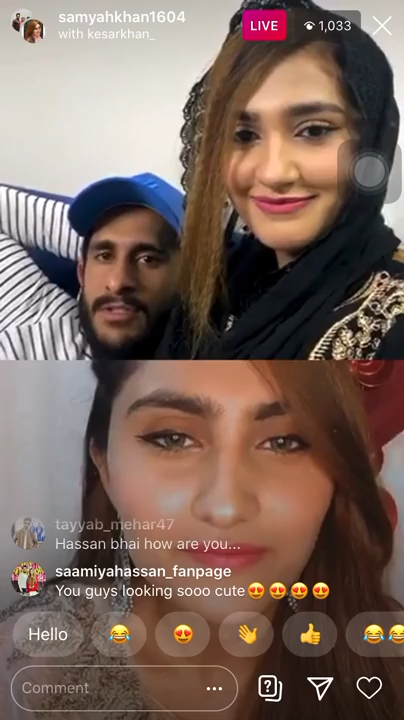 samyahkhan1604
with kesarkhan_
LIVE
1,033
tayyab_mehar47
Hassan bhai how are you...
saamiyahassan_fanpage
You guys looking sooo cute😍😍😍😍
Hello
Comment